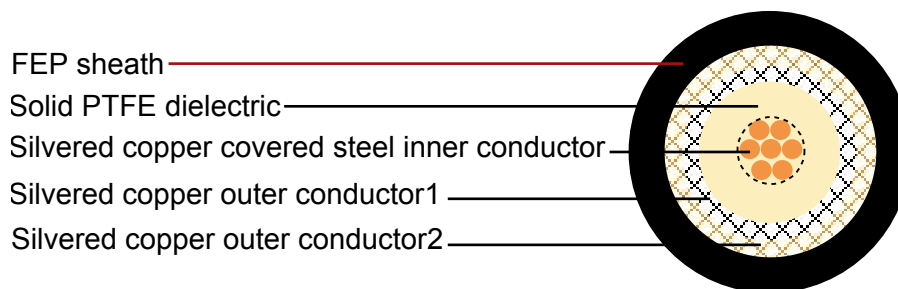 FEP sheath
Solid PTFE dielectric
Silvered copper covered steel inner conductor
Silvered copper outer conductor1
Silvered copper outer conductor2